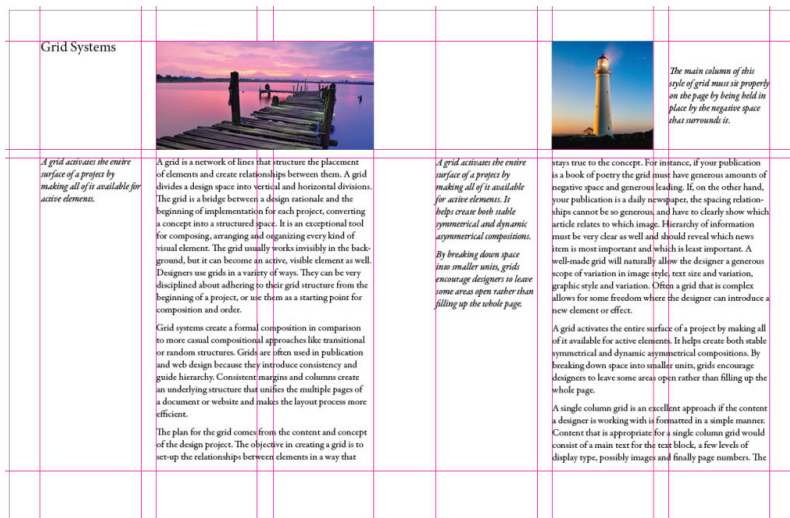 Grid Systems
A grid activates the entire
surface of a project by
making all of it available for
active elements.
A grid is a network of lines that structure the placement
of elements and create relationships between them. A grid
divides a design space into vertical and horizontal divisions.
The grid is a bridge between a design rationale and the
beginning of implementation for each project, converting
a concept into a structured space. It is an exceptional tool
for composing, arranging and organizing every kind of
visual element. The grid usually works invisibly in the back-
ground, but it can become an active, visible element as well.
Designers use grids in a variety of ways. They can be very
disciplined about adhering to their grid structure from the
beginning of a project, or use them as a starting point for
composition and order.
Grid systems create a formal composition in comparison
to more casual compositional approaches like transitional
or random structures. Grids are often used in publication
and web design because they introduce consistency and
guide hierarchy. Consistent margins and columns create
an underlying structure that unifies the multiple pages of
a document or website and makes the layout process more
efficient.
The plan for the grid comes from the content and concept
of the design project. The objective in creating a grid is to
set-up the relationships between elements in a way that
A grid activates the entire
surface of a project by
making all of it available
for active elements. It
helps create both stable
symmetrical and dynamic
asymmetrical compositions.
By breaking down space
into smaller units, grids
encourage designers to leave
some areas open rather than
filling up the whole page.
The main column of this
style of grid must sit properly
on the page by being held in
place by the negative space
that surrounds it.
stays true to the concept. For instance, if your publication
is a book of poetry the grid must have generous amounts of
negative space and generous leading. If, on the other hand,
your publication is a daily newspaper, the spacing relation-
ships cannot be so generous, and have to clearly show which
article relates to which image. Hierarchy of information
must be very clear as well and should reveal which news
item is most important and which is least important. A
well-made grid will naturally allow the designer a generous
scope of variation in image style, text size and variation,
graphic style and variation. Often a grid that is complex
allows for some freedom where the designer can introduce a
new element or effect.
A grid activates the entire surface of a project by making all
of it available for active elements. It helps create both stable
symmetrical and dynamic asymmetrical compositions. By
breaking down space into smaller units, grids encourage
designers to leave some areas open rather than filling up the
whole page.
A single column grid is an excellent approach if the content
a designer is working with is formatted in a simple manner.
Content that is appropriate for a single column grid would
consist of a main text for the text block, a few levels of
display type, possibly images and finally page numbers. The